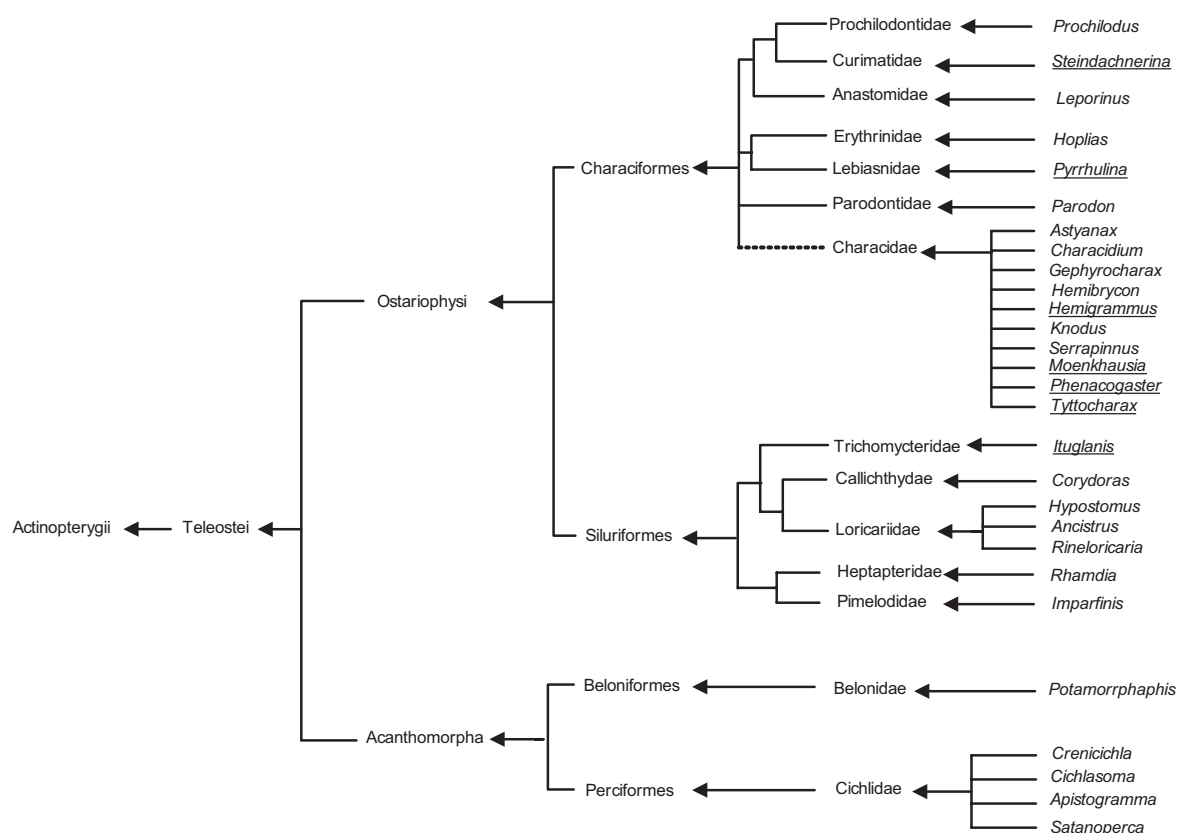 Prochilodontidae
Prochilodus
Curimatidae
Steindachnerina
Anastomidae
Leporinus
Erythrinidae
Hoplias
Characiformes
Lebiasnidae
Pyrrhulina
Parodontidae
Parodon
Characidae
Astyanax
Characidium
Gephyrocharax
Hemibrycon
Hemigrammus
Knodus
Serrapinnus
Moenkhausia
Phenacogaster
Tyttocharax
Ostariophysi
Trichomycteridae
Ituglanis
Callichthydae
Corydoras
Hypostomus
Actinopterygii
Teleostei
Siluriformes
Loricariidae
Ancistrus
Rineloricaria
Heptapteridae
Rhamdia
Pimelodidae
Imparfinis
Beloniformes
Belonidae
Potamorrphaphis
Acanthomorpha
Perciformes
Cichlidae
Crenicichla
Cichlasoma
Apistogramma
Satanoperca